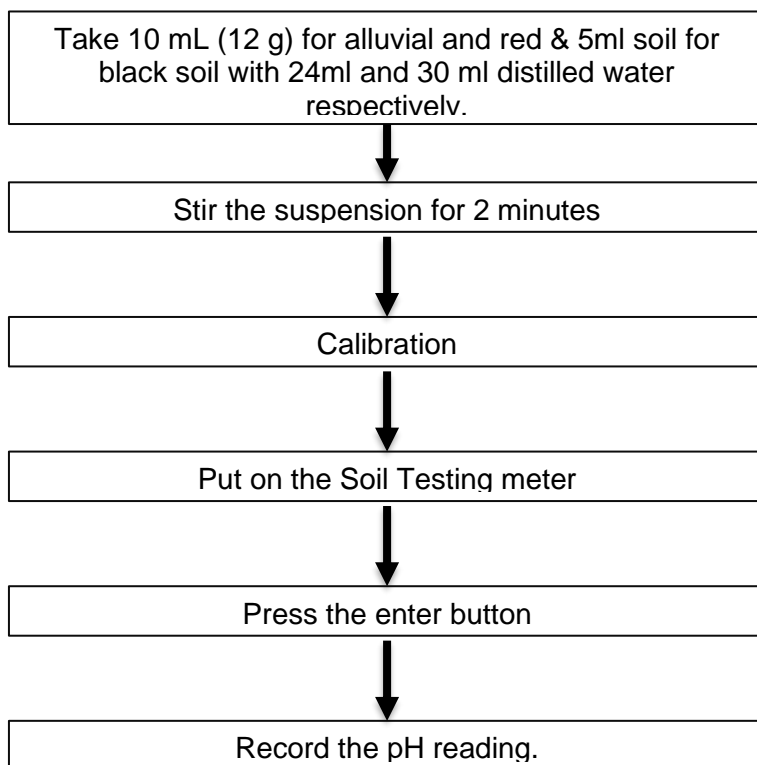 Take 10 mL (12 g) for alluvial and red & 5ml soil for
black soil with 24ml and 30 ml distilled water
respectively.
Stir the suspension for 2 minutes
Calibration
Put on the Soil Testing meter
Press the enter button
Record the pH reading.